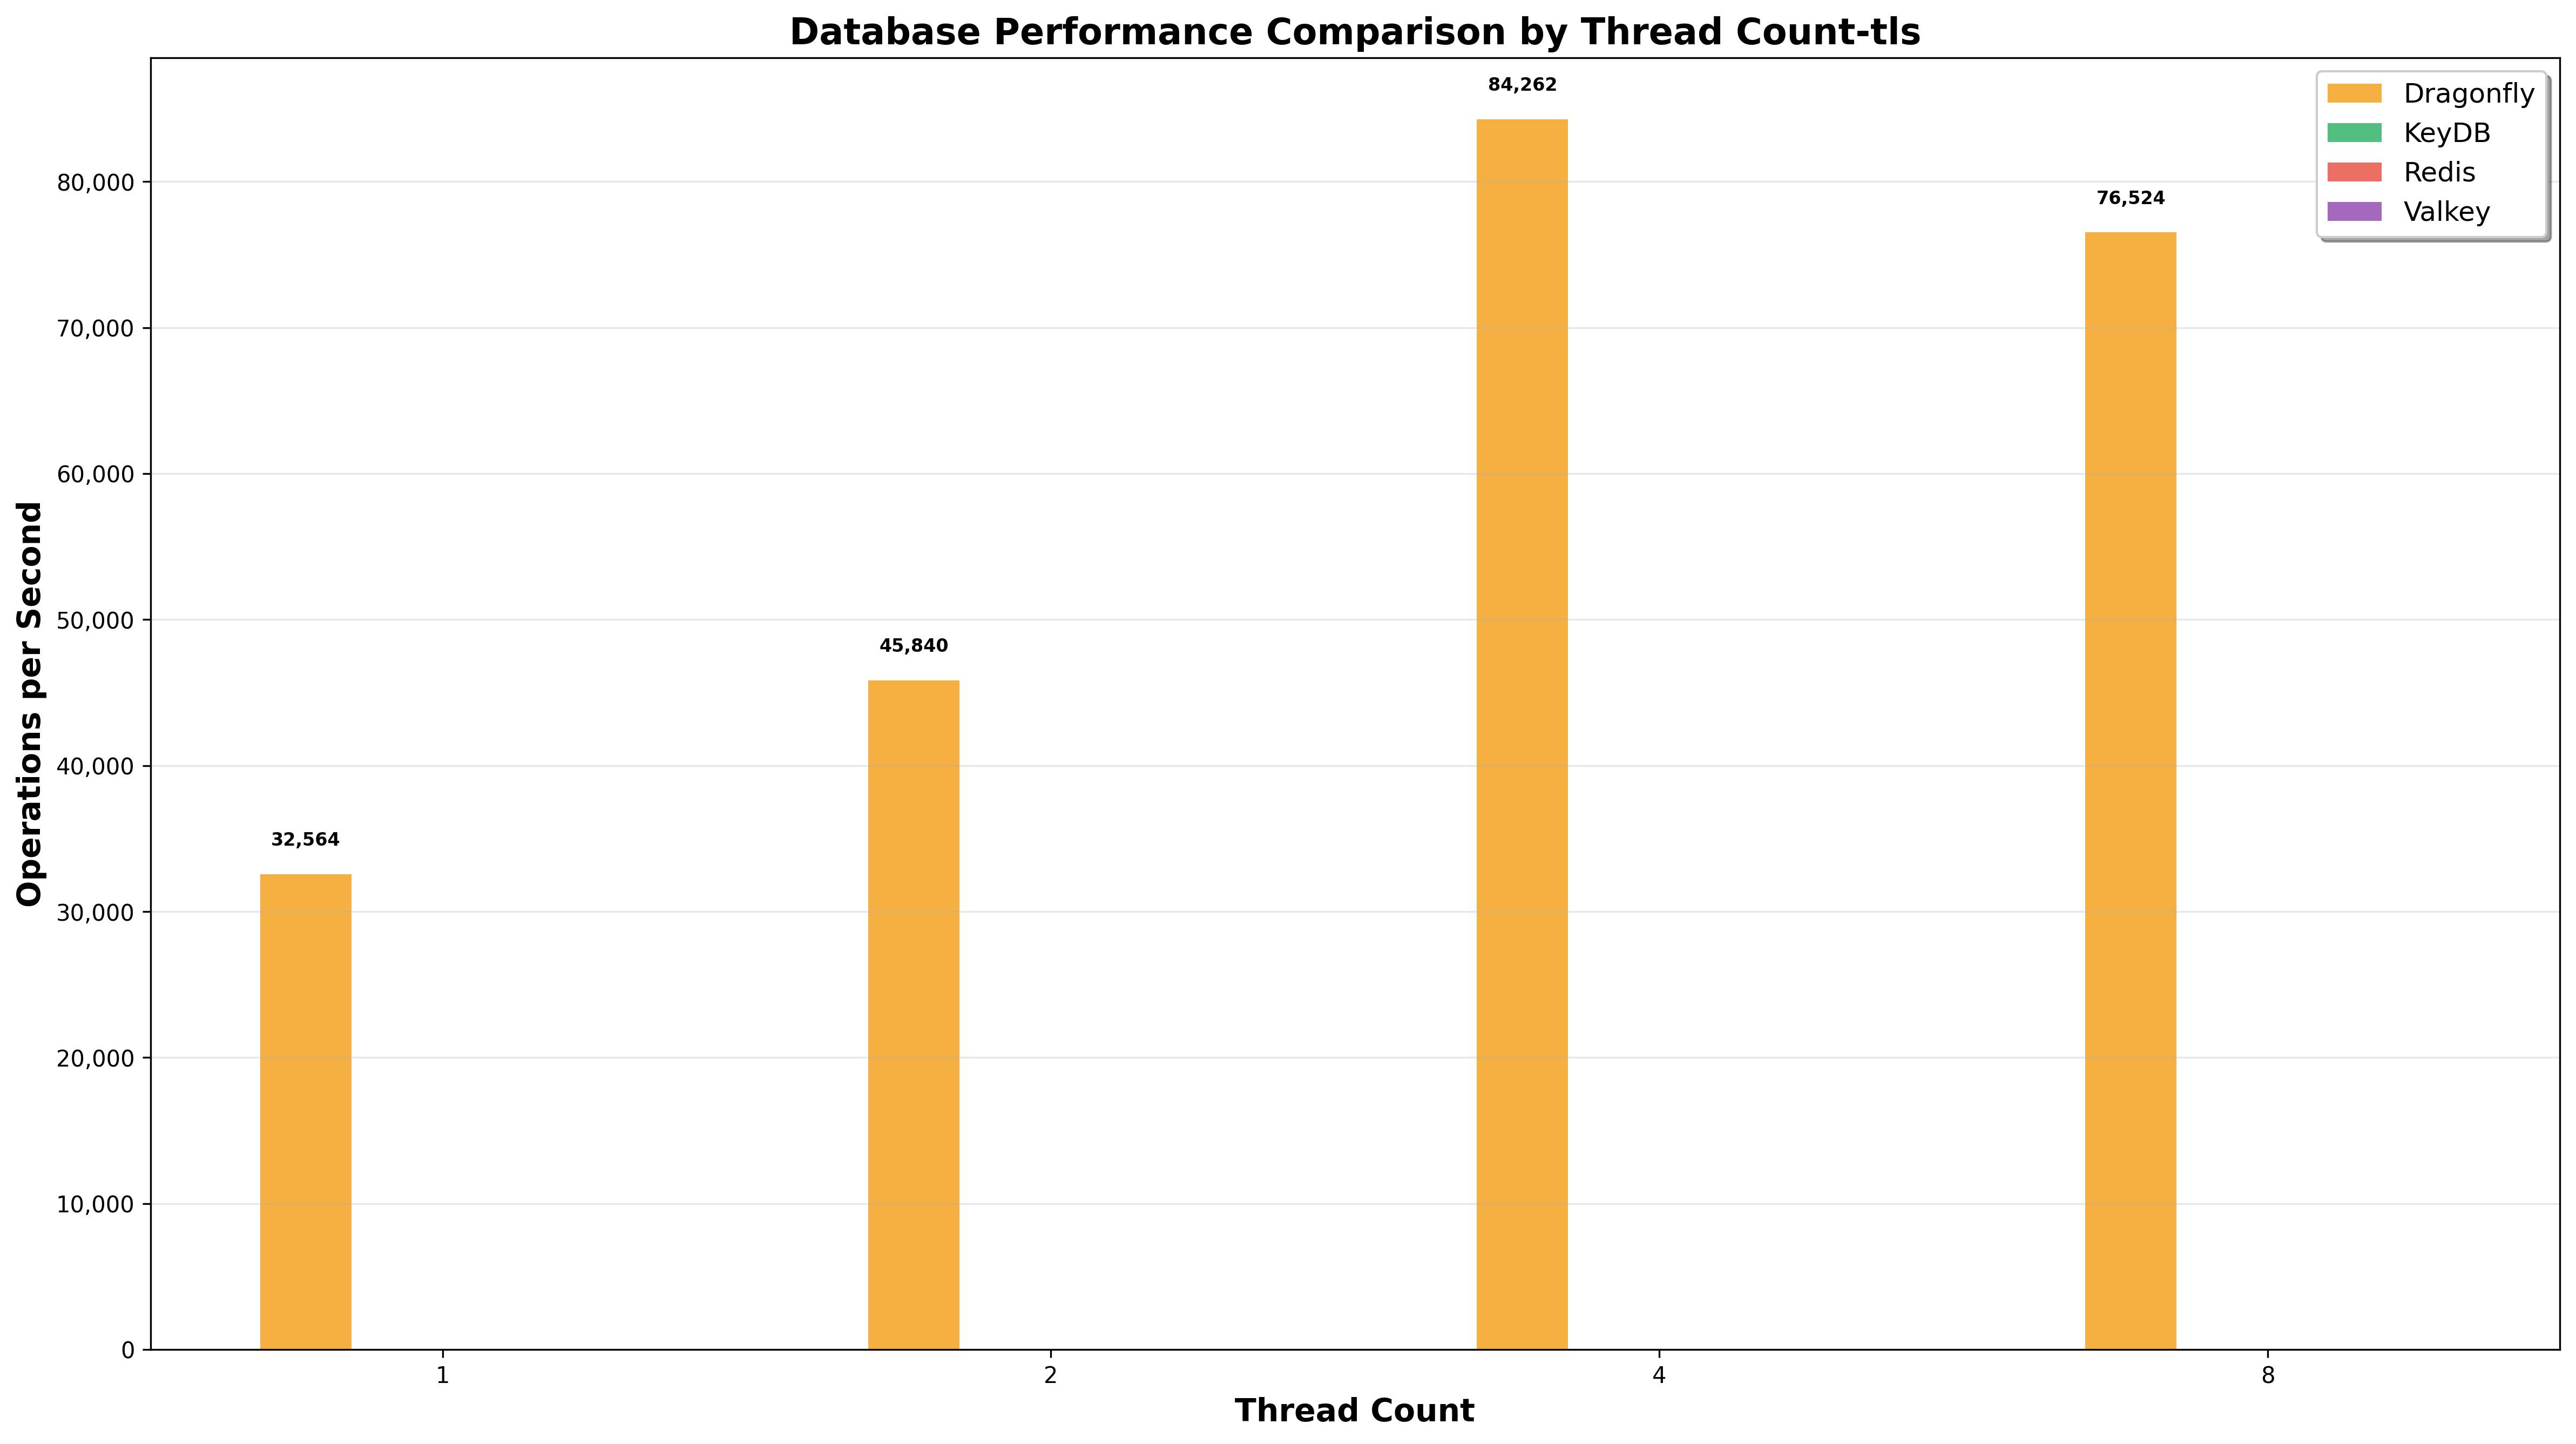 Database Performance Comparison by Thread Count-tls
Dragonfly
KeyDB
Redis
Valkey
Operations per Second
80,000
70,000
60,000
50,000
40,000
30,000
20,000
10,000
0
32,564
45,840
84,262
76,524
1
2
4
8
Thread Count